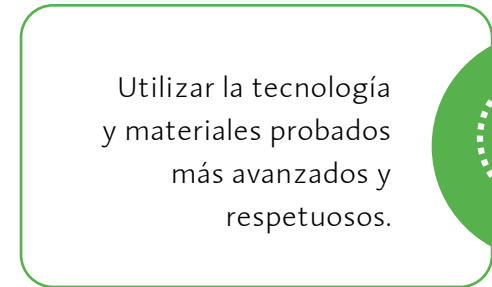 Utilizar la tecnología
y materiales probados
más avanzados y
respetuosos.